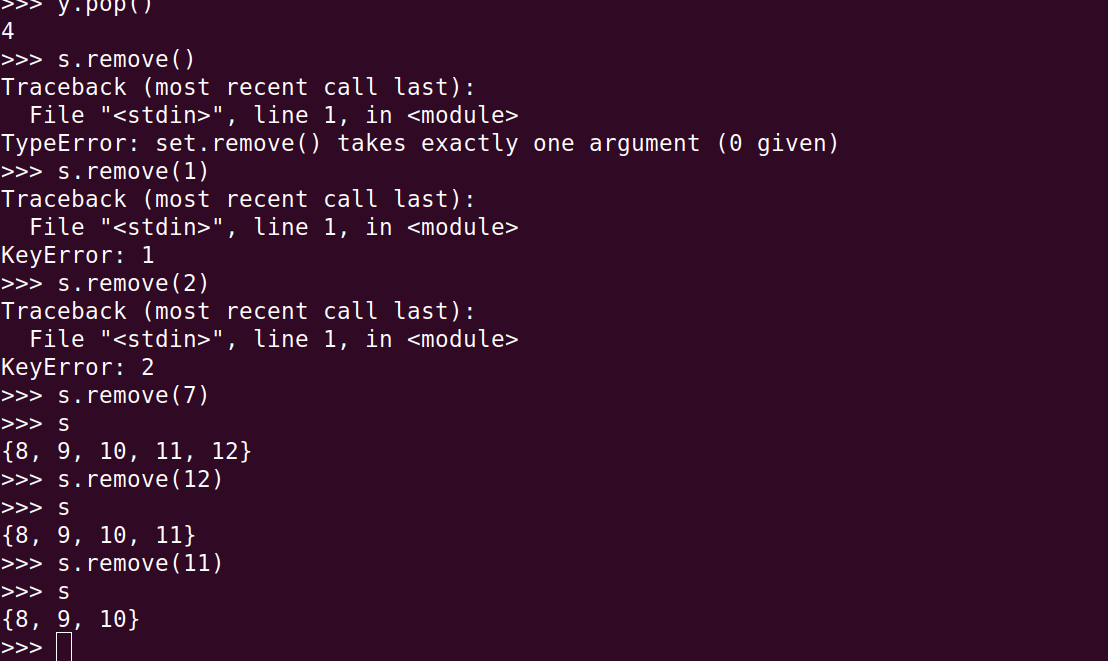 >>> y.pop()
4
>>> s.remove()
Traceback (most recent call last):
  File "<stdin>", line 1, in <module>
TypeError: set.remove() takes exactly one argument (0 given)
>>> s.remove(1)
Traceback (most recent call last):
  File "<stdin>", line 1, in <module>
KeyError: 1
>>> s.remove(2)
Traceback (most recent call last):
  File "<stdin>", line 1, in <module>
KeyError: 2
>>> s.remove(7)
>>> s
{8, 9, 10, 11, 12}
>>> s.remove(12)
>>> s
{8, 9, 10, 11}
>>> s.remove(11)
>>> s
{8, 9, 10}
>>>